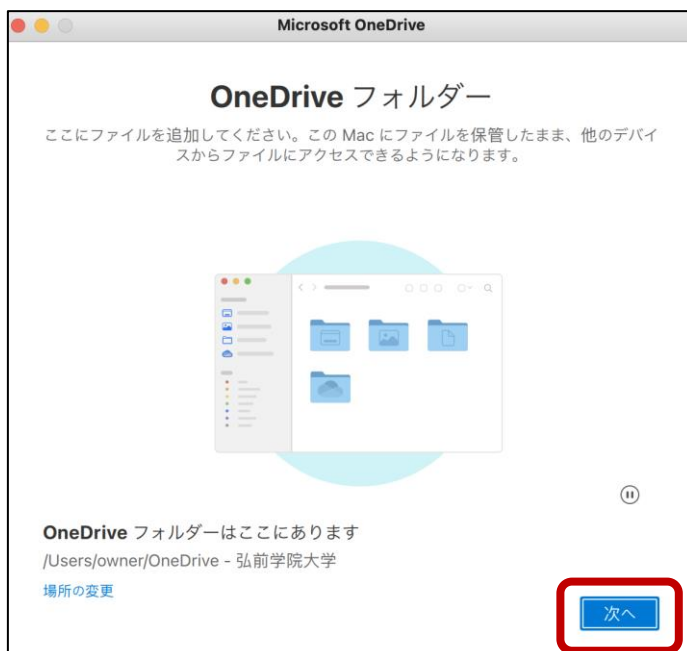 Microsoft OneDrive
OneDrive フォルダー
ここにファイルを追加してください。この Mac にファイルを保管したまま、他のデバイ
スからファイルにアクセスできるようになります。
OneDrive フォルダーはここにあります
/Users/owner/OneDrive - 弘前学院大学
場所の変更
次へ